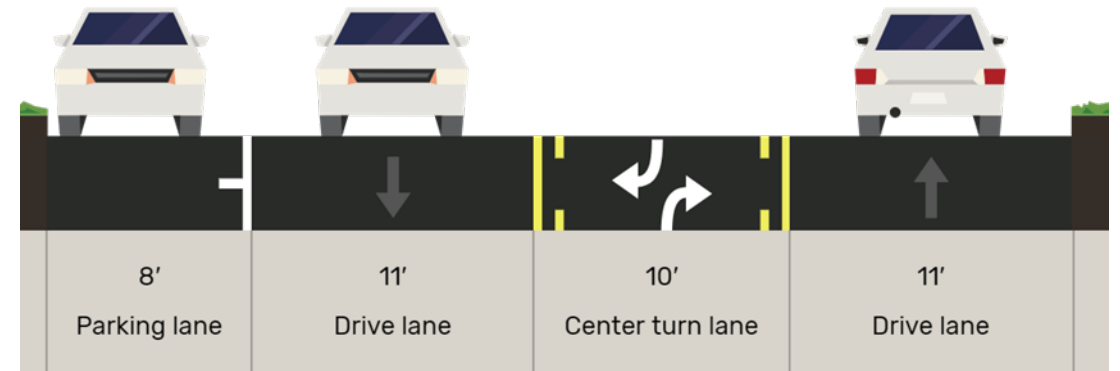 8′
Parking lane
11′
Drive lane
10′
Center turn lane
11′
Drive lane